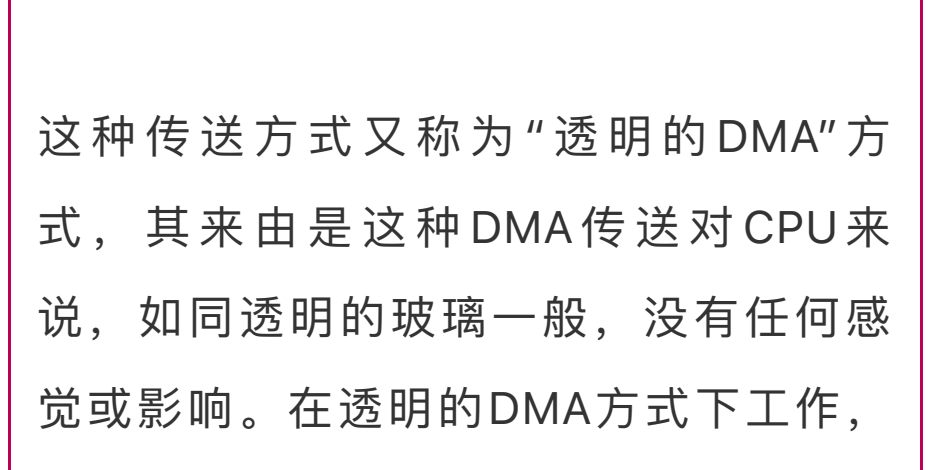 这种传送方式又称为“透明的DMA”方
式，其来由是这种DMA传送对CPU来
说，如同透明的玻璃一般，没有任何感
觉或影响。在透明的DMA方式下工作，